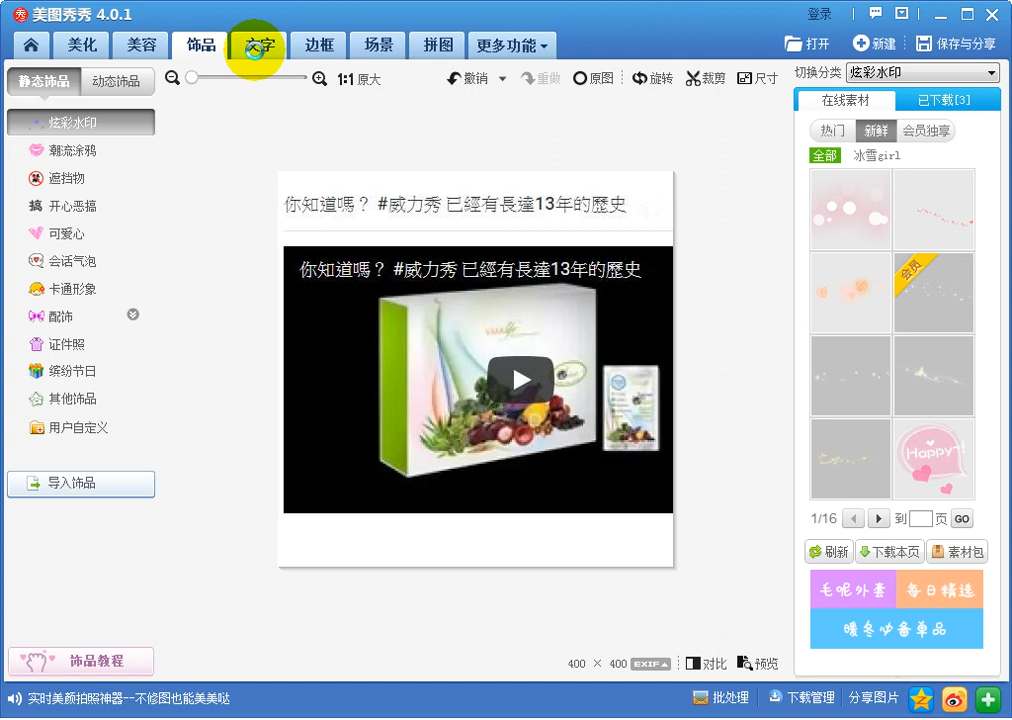 美图秀秀 4.0.1
登录
美化
美容
饰品
文字
边框
场景
拼图
更多功能
打开
新建
保存与分享
静态饰品
动态饰品
1:1原大
撤销
重做
原图
旋转
裁剪
尺寸
切换分类
炫彩水印
在线素材
已下载[3]
热门
新鲜
会员独享
全部
冰雪girl
炫彩水印
潮流涂鸦
遮挡物
开心恶搞
可爱心
会话气泡
卡通形象
配饰
证件照
缤纷节日
其他饰品
用户自定义
导入饰品
你知道嗎？ #威力秀 已經有長達13年的歷史
你知道嗎？ #威力秀 已經有長達13年的歷史
会员
Happy~!
1/16
到
页
GO
刷新
下载本页
素材包
毛呢外套
每日精选
暖冬必备单品
饰品教程
400 × 400
EXIF
对比
预览
实时美颜拍照神器--不修图也能美美哒
批处理
下载管理
分享图片